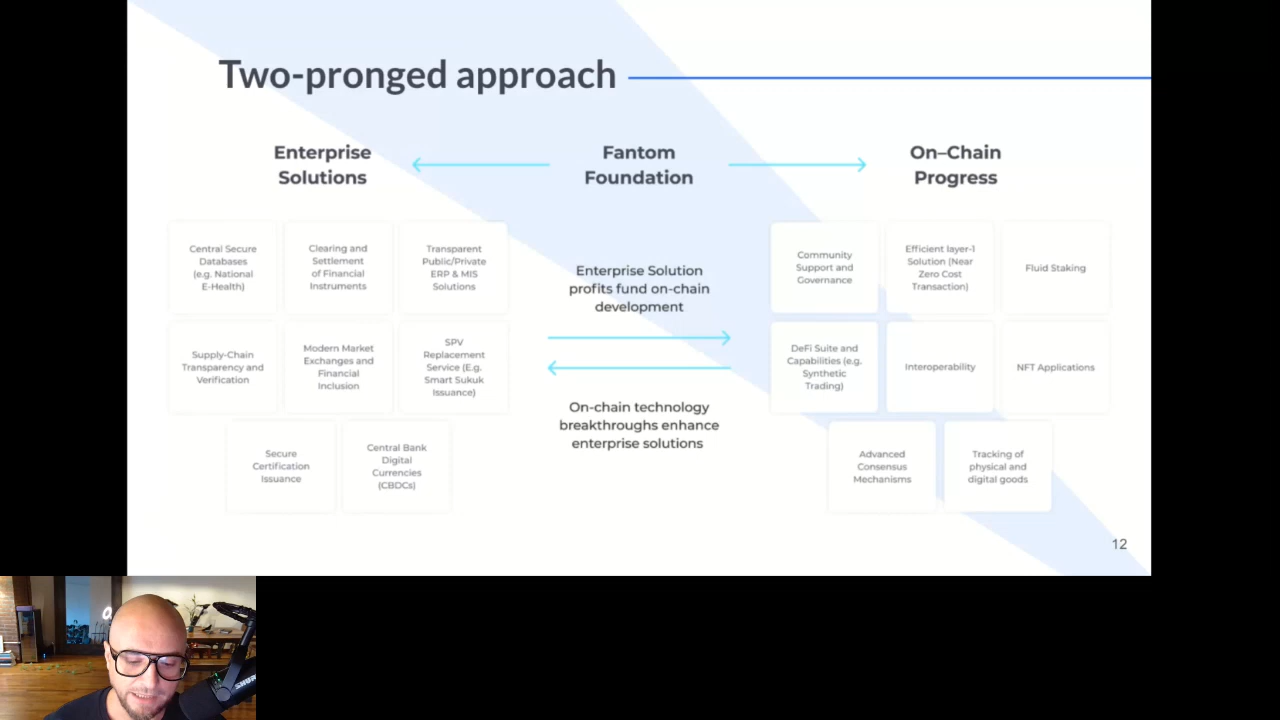 Two-pronged approach
Enterprise
Solutions
Fantom
Foundation
On–Chain
Progress
Central Secure
Databases
(e.g. National
E-Health)
Clearing and
Settlement
of Financial
Instruments
Transparent
Public/Private
ERP & MIS
Solutions
Supply-Chain
Transparency and
Verification
Modern Market
Exchanges and
Financial
Inclusion
SPV
Replacement
Service (E.g.
Smart Sukuk
Issuance)
Secure
Certification
Issuance
Central Bank
Digital
Currencies
(CBDCs)
Enterprise Solution
profits fund on-chain
development
On-chain technology
breakthroughs enhance
enterprise solutions
Community
Support and
Governance
Efficient layer-1
Solution (Near
Zero Cost
Transaction)
Fluid Staking
DeFi Suite and
Capabilities (e.g.
Synthetic
Trading)
Interoperability
NFT Applications
Advanced
Consensus
Mechanisms
Tracking of
physical and
digital goods
12
SHURE